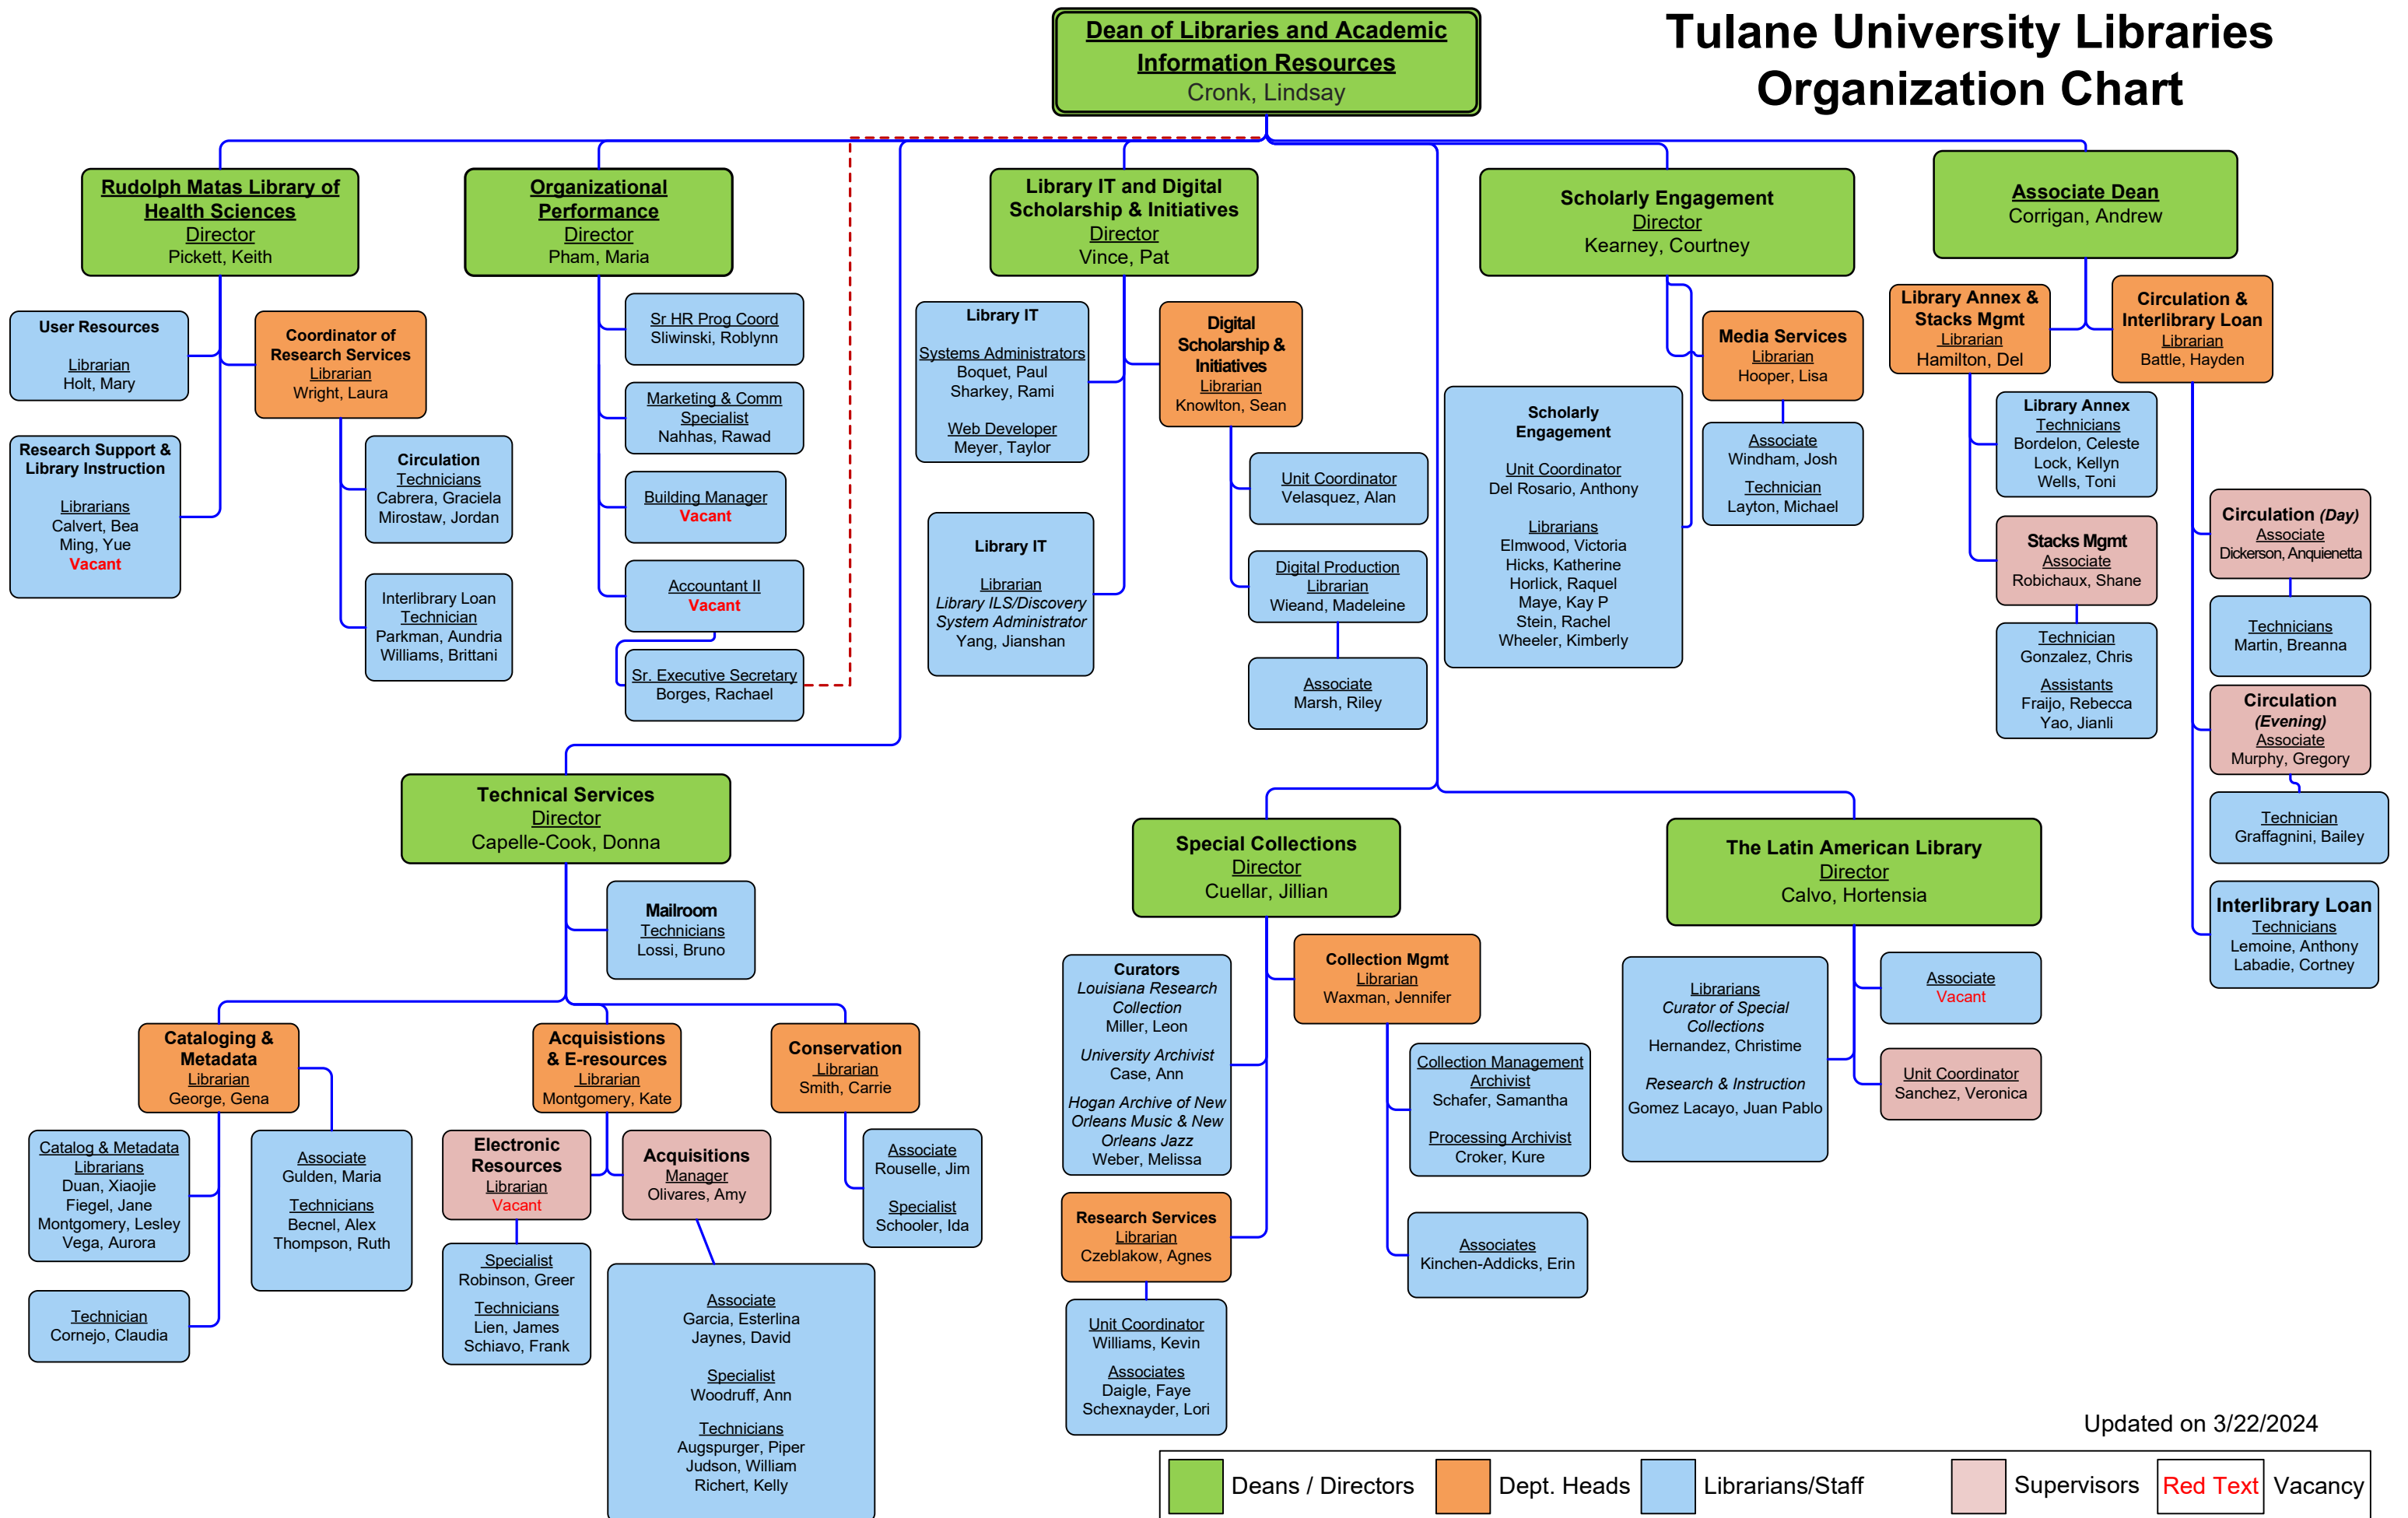 Tulane University Libraries
Organization Chart
Dean of Libraries and Academic
Information Resources
Cronk, Lindsay
Rudolph Matas Library of
Health Sciences
Director
Pickett, Keith
User Resources
Librarian
Holt, Mary
Research Support &
Library Instruction
Librarians
Calvert, Bea
Ming, Yue
Vacant
Coordinator of
Research Services
Librarian
Wright, Laura
Circulation
Technicians
Cabrera, Graciela
Mirostaw, Jordan
Interlibrary Loan
Technician
Parkman, Aundria
Williams, Brittani
Organizational
Performance
Director
Pham, Maria
Sr HR Prog Coord
Sliwinski, Roblynn
Marketing & Comm
Specialist
Nahhas, Rawad
Building Manager
Vacant
Accountant II
Vacant
Sr. Executive Secretary
Borges, Rachael
Library IT and Digital
Scholarship & Initiatives
Director
Vince, Pat
Library IT
Systems Administrators
Boquet, Paul
Sharkey, Rami
Web Developer
Meyer, Taylor
Library IT
Librarian
Library ILS/Discovery
System Administrator
Yang, Jianshan
Digital
Scholarship &
Initiatives
Librarian
Knowlton, Sean
Unit Coordinator
Velasquez, Alan
Digital Production
Librarian
Wieand, Madeleine
Associate
Marsh, Riley
Scholarly Engagement
Director
Kearney, Courtney
Scholarly
Engagement
Unit Coordinator
Del Rosario, Anthony
Librarians
Elmwood, Victoria
Hicks, Katherine
Horlick, Raquel
Maye, Kay P
Stein, Rachel
Wheeler, Kimberly
Media Services
Librarian
Hooper, Lisa
Associate
Windham, Josh
Technician
Layton, Michael
Associate Dean
Corrigan, Andrew
Library Annex &
Stacks Mgmt
Librarian
Hamilton, Del
Library Annex
Technicians
Bordelon, Celeste
Lock, Kellyn
Wells, Toni
Stacks Mgmt
Associate
Robichaux, Shane
Technician
Gonzalez, Chris
Assistants
Fraijo, Rebecca
Yao, Jianli
Circulation &
Interlibrary Loan
Librarian
Battle, Hayden
Circulation (Day)
Associate
Dickerson, Anquienetta
Technicians
Martin, Breanna
Circulation
(Evening)
Associate
Murphy, Gregory
Technician
Graffagnini, Bailey
Interlibrary Loan
Technicians
Lemoine, Anthony
Labadie, Cortney
Technical Services
Director
Capelle-Cook, Donna
Mailroom
Technicians
Lossi, Bruno
Cataloging &
Metadata
Librarian
George, Gena
Catalog & Metadata
Librarians
Duan, Xiaojie
Fiegel, Jane
Montgomery, Lesley
Vega, Aurora
Technician
Cornejo, Claudia
Associate
Gulden, Maria
Technicians
Becnel, Alex
Thompson, Ruth
Acquisistions
& E-resources
Librarian
Montgomery, Kate
Electronic
Resources
Librarian
Vacant
Specialist
Robinson, Greer
Technicians
Lien, James
Schiavo, Frank
Acquisitions
Manager
Olivares, Amy
Associate
Garcia, Esterlina
Jaynes, David
Specialist
Woodruff, Ann
Technicians
Augspurger, Piper
Judson, William
Richert, Kelly
Conservation
Librarian
Smith, Carrie
Associate
Rouselle, Jim
Specialist
Schooler, Ida
Special Collections
Director
Cuellar, Jillian
Curators
Louisiana Research
Collection
Miller, Leon
University Archivist
Case, Ann
Hogan Archive of New
Orleans Music & New
Orleans Jazz
Weber, Melissa
Research Services
Librarian
Czeblakow, Agnes
Unit Coordinator
Williams, Kevin
Associates
Daigle, Faye
Schexnayder, Lori
Collection Mgmt
Librarian
Waxman, Jennifer
Collection Management
Archivist
Schafer, Samantha
Processing Archivist
Croker, Kure
Associates
Kinchen-Addicks, Erin
The Latin American Library
Director
Calvo, Hortensia
Librarians
Curator of Special
Collections
Hernandez, Christime
Research & Instruction
Gomez Lacayo, Juan Pablo
Associate
Vacant
Unit Coordinator
Sanchez, Veronica
Updated on 3/22/2024
Deans / Directors
Dept. Heads
Librarians/Staff
Supervisors
Red Text
Vacancy